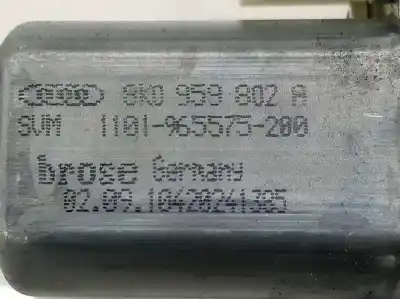 8K0 959 802 A
SVM 1101-965575-200
brose Germany
02.09.10420241385